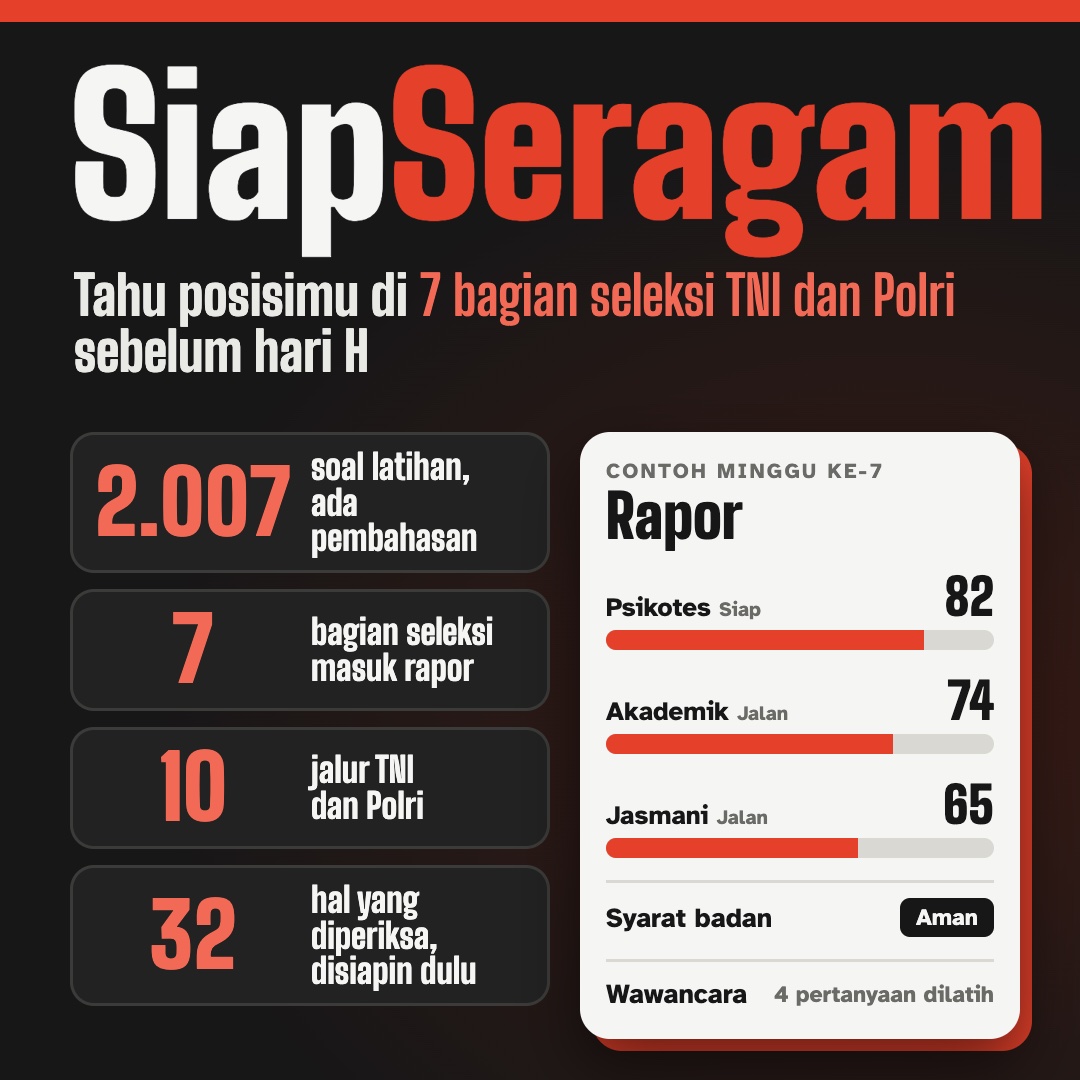 SiapSeragam
Tahu posisimu di 7 bagian seleksi TNI dan Polri
sebelum hari H
2.007
soal latihan,
ada
pembahasan
7
bagian seleksi
masuk rapor
10
jalur TNI
dan Polri
32
hal yang
diperiksa,
disiapin dulu
CONTOH MINGGU KE-7
Rapor
Psikotes Siap 82
Akademik Jalan 74
Jasmani Jalan 65
Syarat badan Aman
Wawancara 4 pertanyaan dilatih